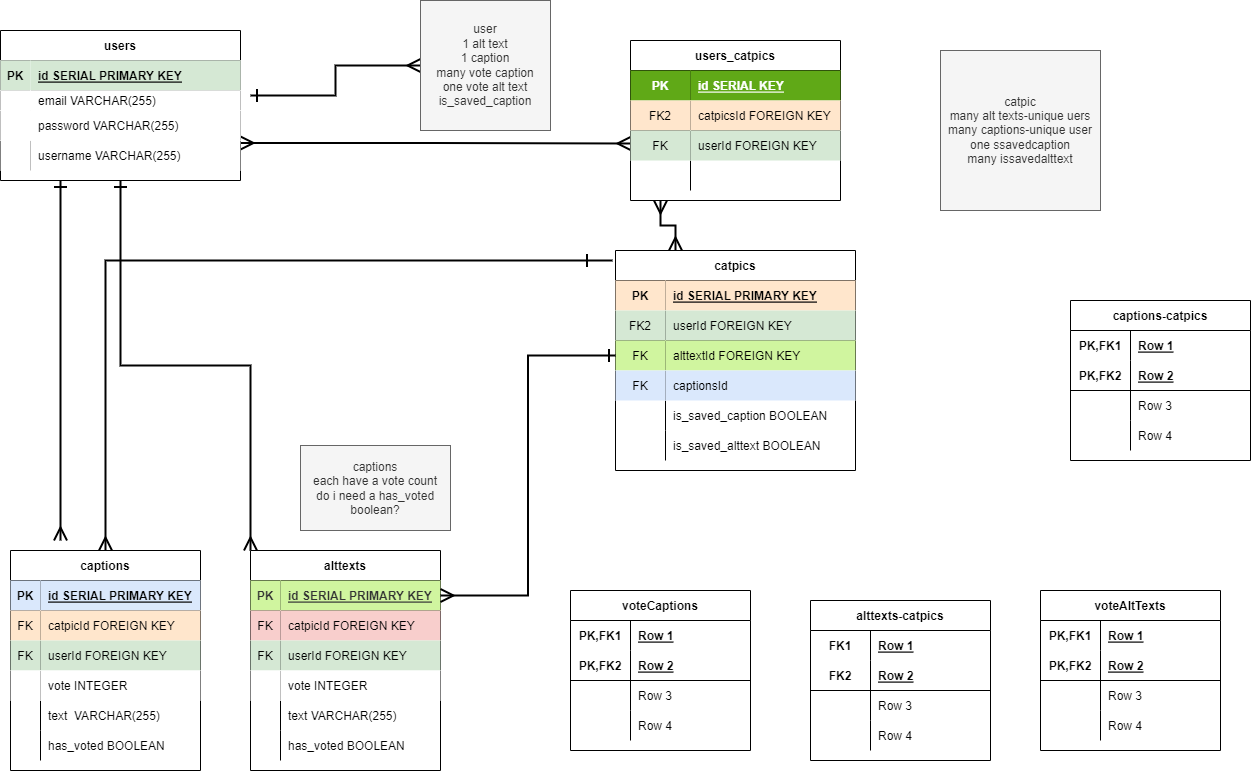 users
PK id SERIAL PRIMARY KEY
email VARCHAR(255)
password VARCHAR(255)
username VARCHAR(255)
user
1 alt text
1 caption
many vote caption
one vote alt text
is_saved_caption
users_catpics
PK id SERIAL KEY
FK2 catpicsId FOREIGN KEY
FK userId FOREIGN KEY
catpic
many alt texts-unique uers
many captions-unique user
one ssavedcaption
many issavedalttext
catpics
PK id SERIAL PRIMARY KEY
FK2 userId FOREIGN KEY
FK alttextId FOREIGN KEY
FK captionsId
is_saved_caption BOOLEAN
is_saved_alttext BOOLEAN
captions-catpics
PK,FK1 Row 1
PK,FK2 Row 2
Row 3
Row 4
captions
each have a vote count
do i need a has_voted
boolean?
captions
PK id SERIAL PRIMARY KEY
FK catpicId FOREIGN KEY
FK userId FOREIGN KEY
vote INTEGER
text  VARCHAR(255)
has_voted BOOLEAN
alttexts
PK id SERIAL PRIMARY KEY
FK catpicId FOREIGN KEY
FK userId FOREIGN KEY
vote INTEGER
text VARCHAR(255)
has_voted BOOLEAN
voteCaptions
PK,FK1 Row 1
PK,FK2 Row 2
Row 3
Row 4
alttexts-catpics
FK1 Row 1
FK2 Row 2
Row 3
Row 4
voteAltTexts
PK,FK1 Row 1
PK,FK2 Row 2
Row 3
Row 4